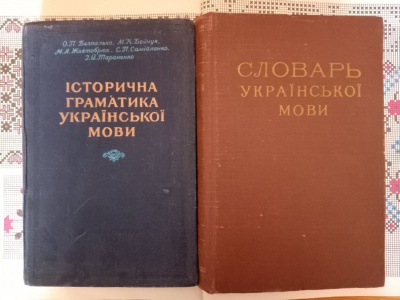 О.П. Безпалько, М.К. Бойчук,
М.А. Жовтобрюх, С.П. Самійленко,
І.Й. Тараненко
ІСТОРИЧНА
ГРАМАТИКА
УКРАЇНСЬКОЇ
МОВИ
СЛОВАРЬ
УКРАЇНСЬКОЇ
МОВИ